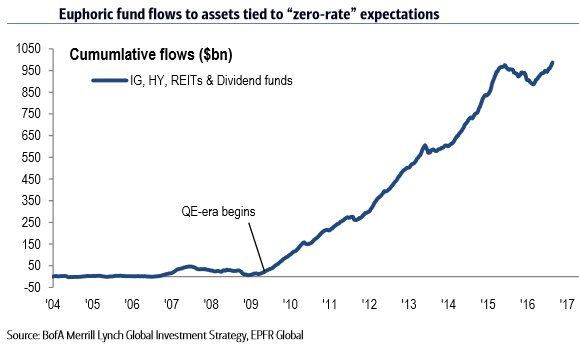 Euphoric fund flows to assets tied to “zero-rate” expectations
Cumumlative flows ($bn)
IG, HY, REITs & Dividend funds
QE-era begins
1050
950
850
750
650
550
450
350
250
150
50
-50
'04 '05 '06 '07 '08 '09 '10 '11 '12 '13 '14 '15 '16 '17
Source: BofA Merrill Lynch Global Investment Strategy, EPFR Global